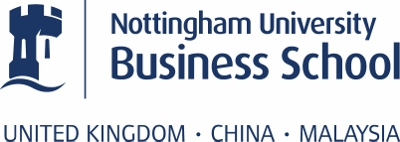 Nottingham University
Business School
UNITED KINGDOM · CHINA · MALAYSIA